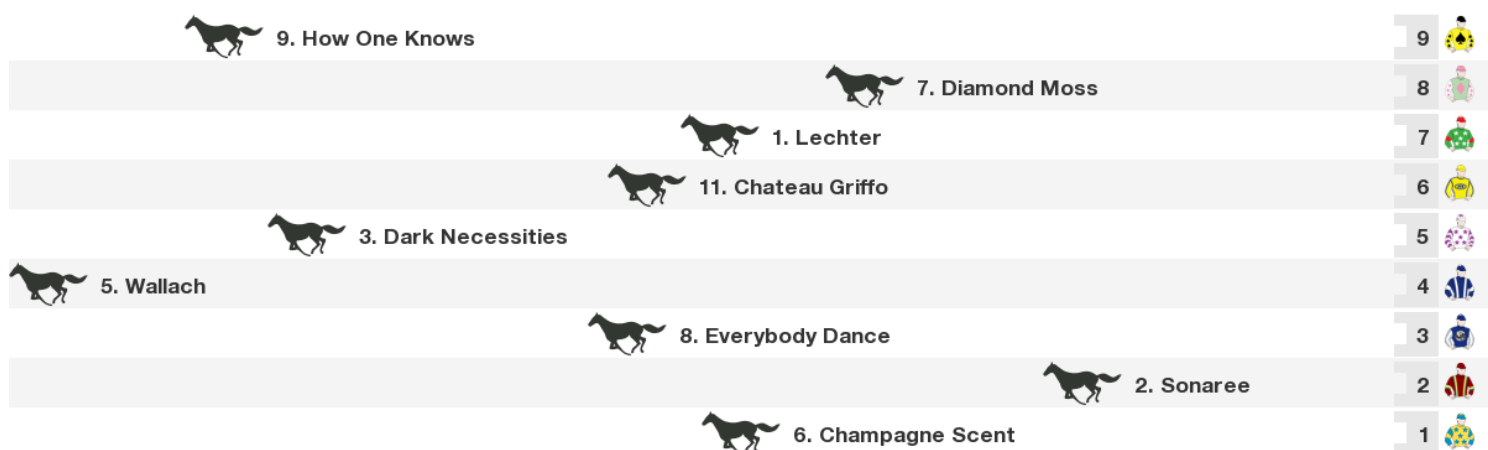 9. How One Knows 9
7. Diamond Moss 8
1. Lechter 7
11. Chateau Griffo 6
3. Dark Necessities 5
5. Wallach 4
8. Everybody Dance 3
2. Sonaree 2
6. Champagne Scent 1